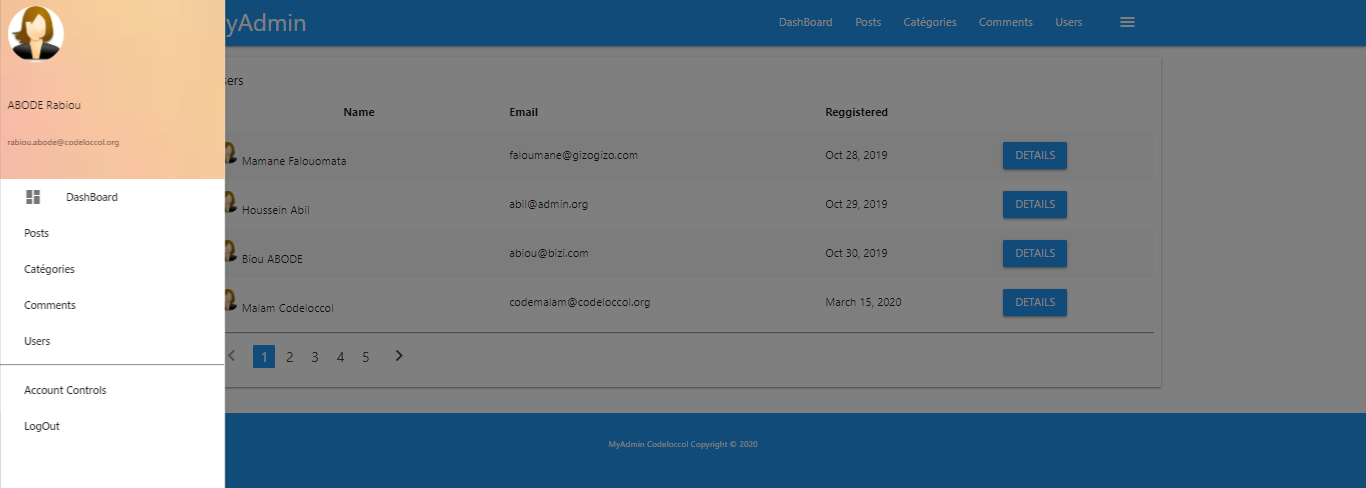 yAdmin
DashBoard Posts Catégories Comments Users
ABODE Rabiou
rabiou.abode@codeloccol.org
DashBoard
Posts
Catégories
Comments
Users
Account Controls
LogOut
sers
Name Email Reggistered
Mamane Falouomata faloumane@gizogizo.com Oct 28, 2019 DETAILS
Houssein Abil abil@admin.org Oct 29, 2019 DETAILS
Biou ABODE abiou@bizi.com Oct 30, 2019 DETAILS
Malam Codeloccol codemalam@codeloccol.org March 15, 2020 DETAILS
1 2 3 4 5
MyAdmin Codeloccol Copyright © 2020